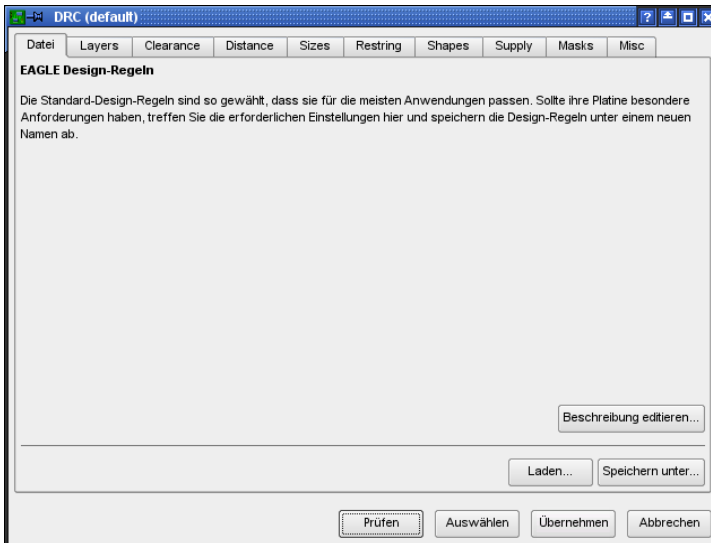 DRC (default)
Datei Layers Clearance Distance Sizes Restring Shapes Supply Masks Misc
EAGLE Design-Regeln
Die Standard-Design-Regeln sind so gewählt, dass sie für die meisten Anwendungen passen. Sollte ihre Platine besondere
Anforderungen haben, treffen Sie die erforderlichen Einstellungen hier und speichern die Design-Regeln unter einem neuen
Namen ab.
Beschreibung editieren...
Laden... Speichern unter...
Prüfen Auswählen Übernehmen Abbrechen